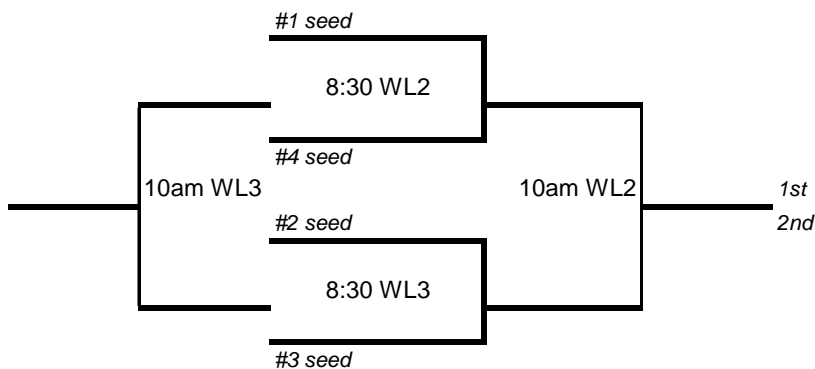 #1 seed
8:30 WL2
#4 seed
10am WL3
10am WL2
1st
2nd
#2 seed
8:30 WL3
#3 seed